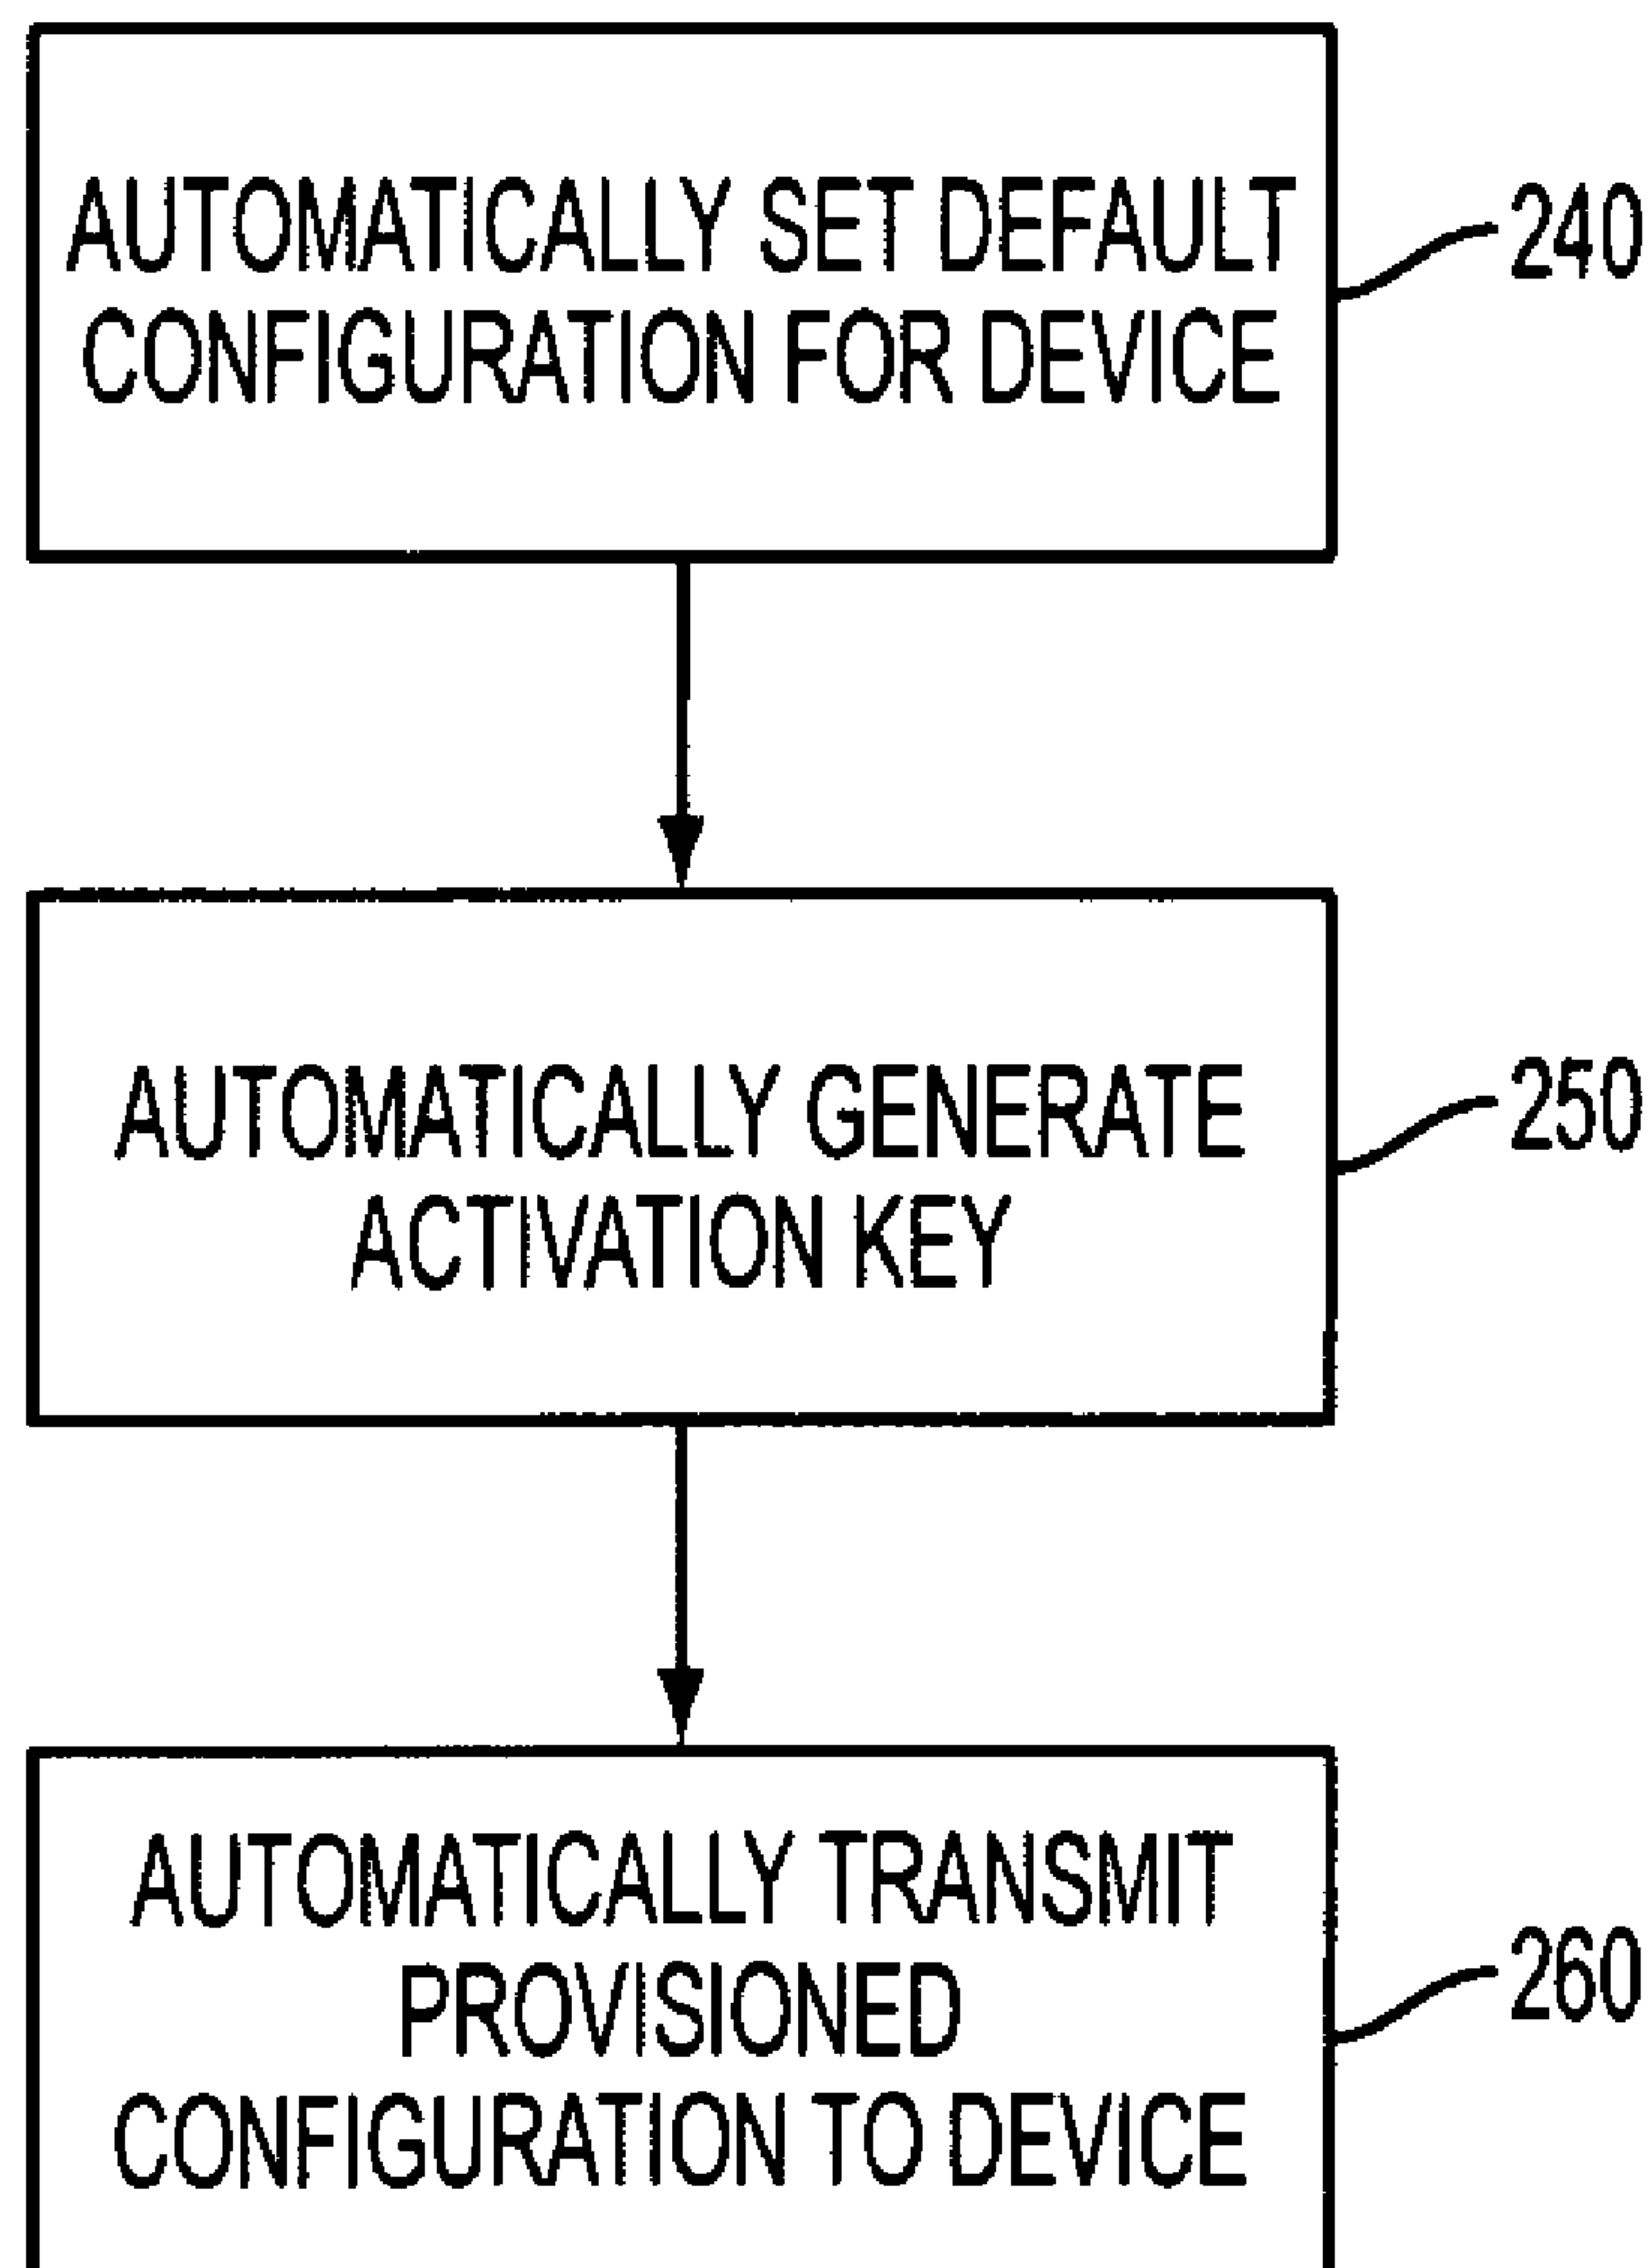 AUTOMATICALLY SET DEFAULT
CONFIGURATION FOR DEVICE
240
AUTOMATICALLY GENERATE
ACTIVATION KEY
250
AUTOMATICALLY TRANSMIT
PROVISIONED
CONFIGURATION TO DEVICE
260